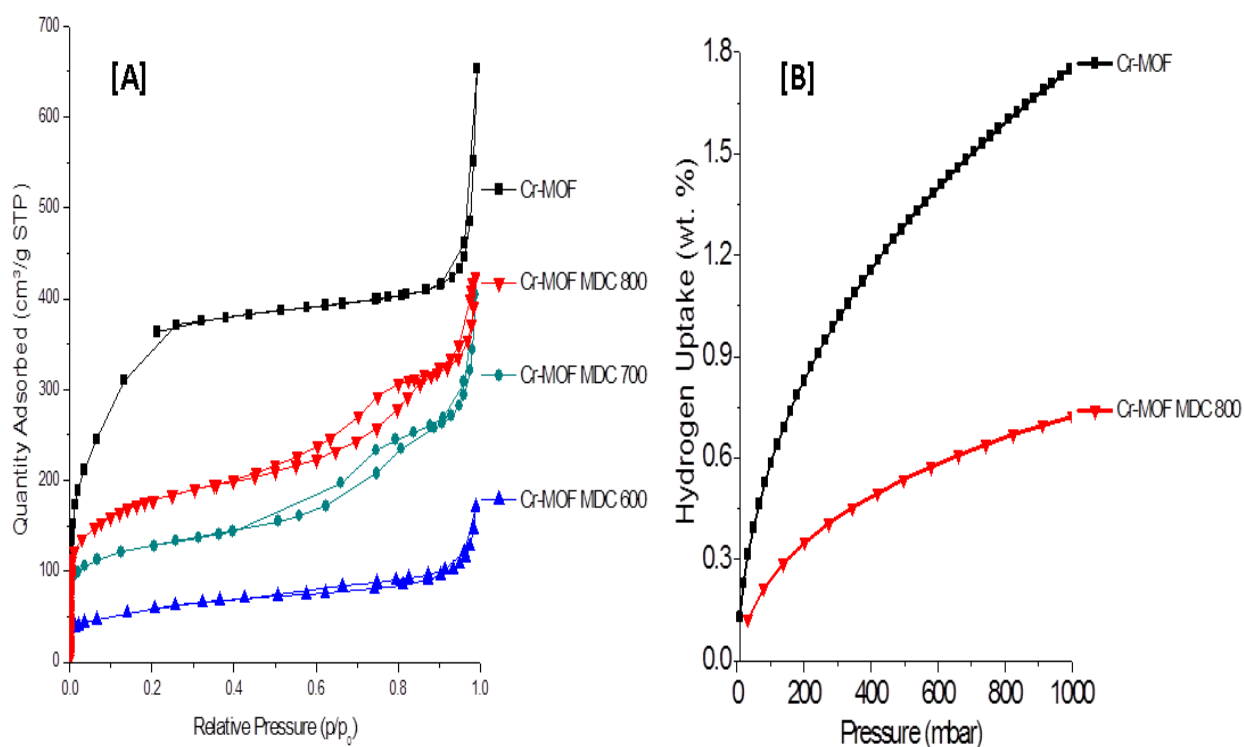 [A]
Quantity Adsorbed (cm³/g STP)
700
600
500
400
300
200
100
0
0.0 0.2 0.4 0.6 0.8 1.0
Relative Pressure (p/p₀)
Cr-MOF
Cr-MOF MDC 800
Cr-MOF MDC 700
Cr-MOF MDC 600
[B]
Hydrogen Uptake (wt. %)
1.8
1.5
1.2
0.9
0.6
0.3
0.0
0 200 400 600 800 1000
Pressure (mbar)
Cr-MOF
Cr-MOF MDC 800